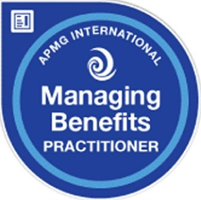 APMG INTERNATIONAL
Managing
Benefits
PRACTITIONER